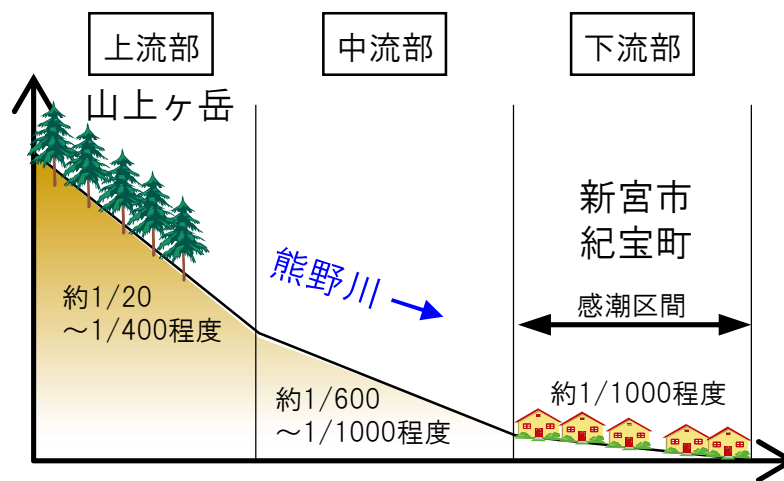 上流部
中流部
下流部
山上ヶ岳
新宮市
紀宝町
熊野川
感潮区間
約1/20
～1/400程度
約1/600
～1/1000程度
約1/1000程度